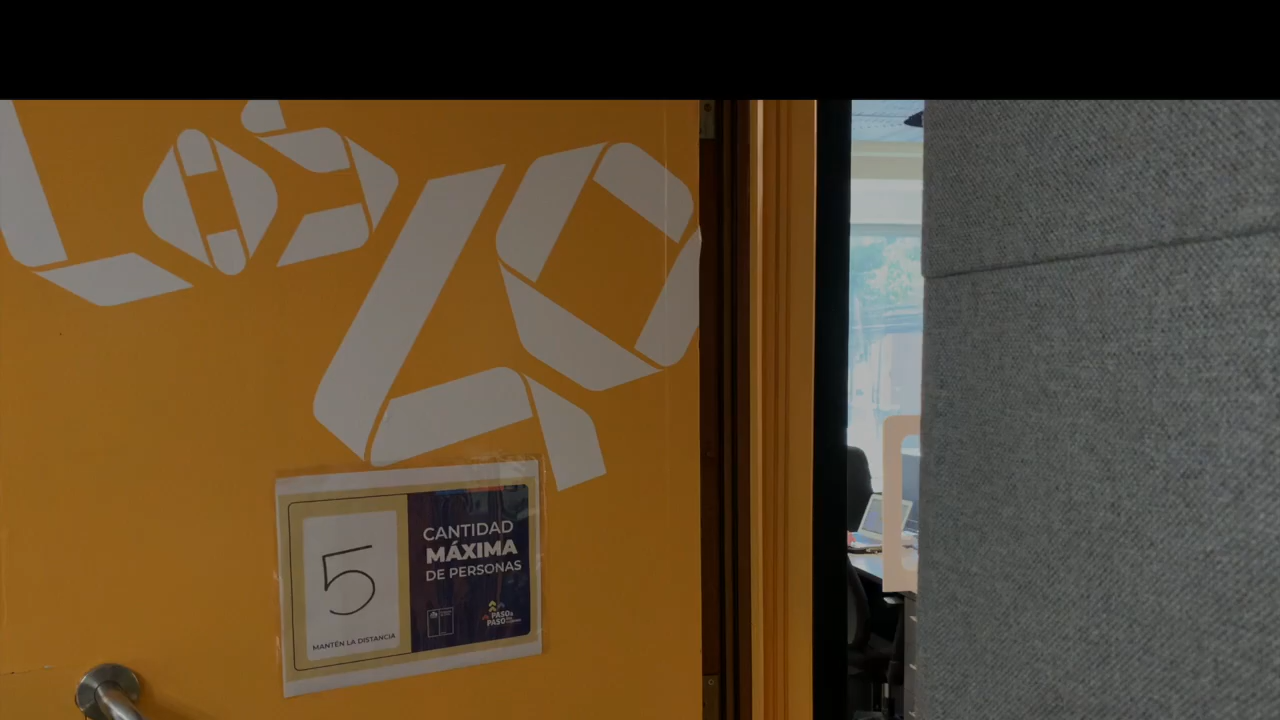 5
MANTÉN LA DISTANCIA
CANTIDAD
MÁXIMA
DE PERSONAS
PASO a
PASO